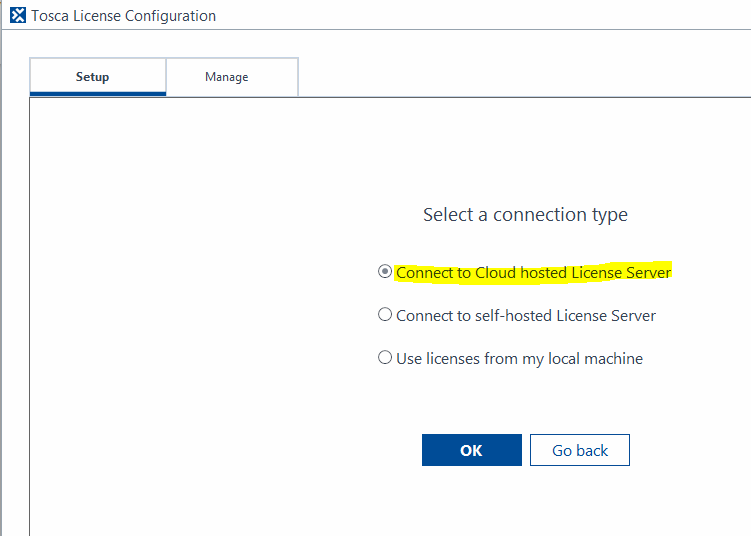 Tosca License Configuration
Setup
Manage
Select a connection type
Connect to Cloud hosted License Server
Connect to self-hosted License Server
Use licenses from my local machine
OK
Go back